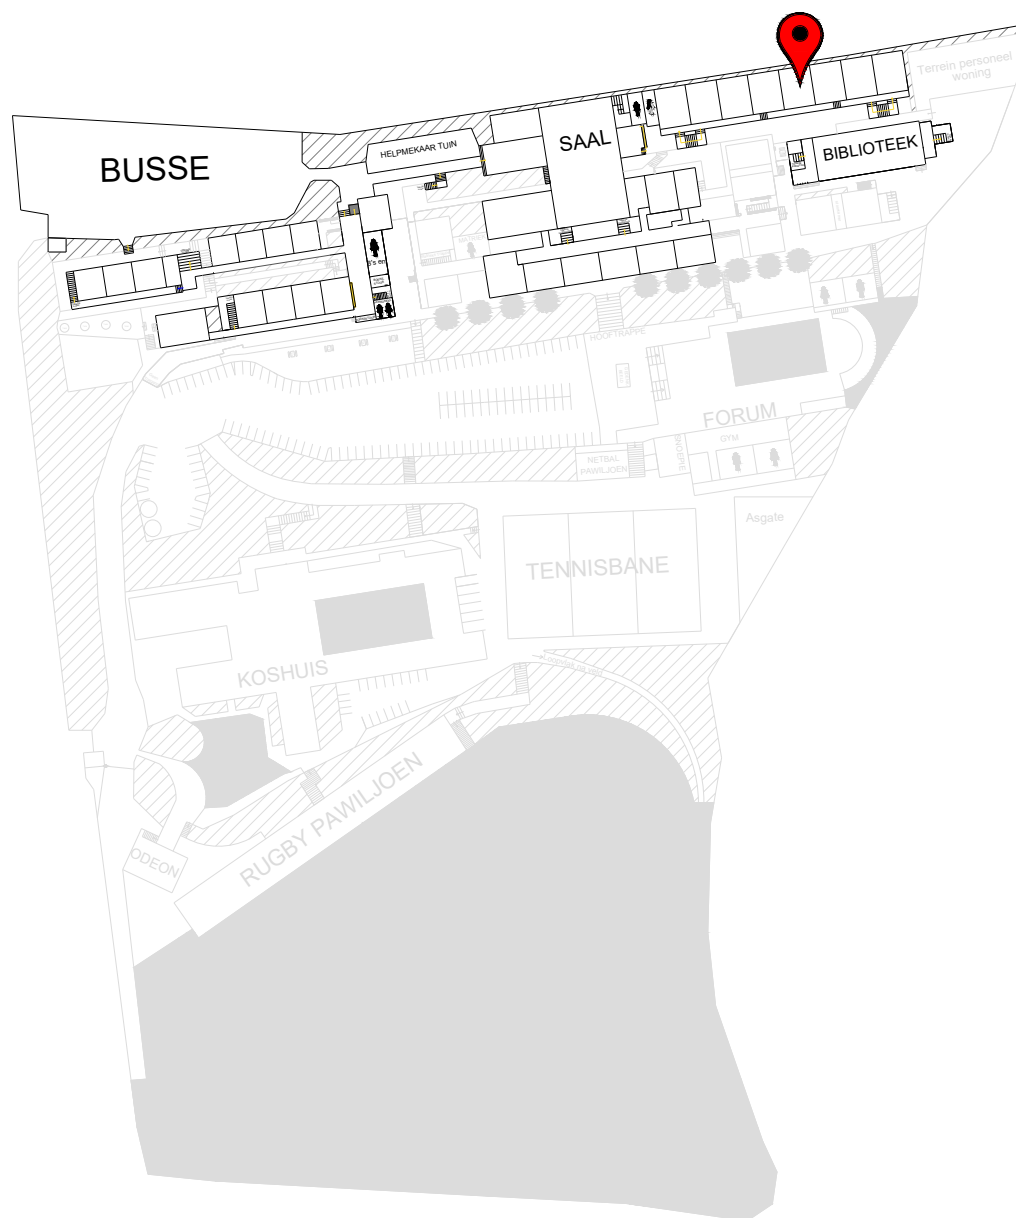 Terrein personeel
woning
SAAL
BIBLIOTEEK
HELPMEKAAR TUIN
BUSSE
HOOFTRAPPE
FORUM
GYM
NETBAL
PAWILJOEN
SNOEPIE
Asgate
TENNISBANE
KOSHUIS
RUGBY PAWILJOEN
ODEON